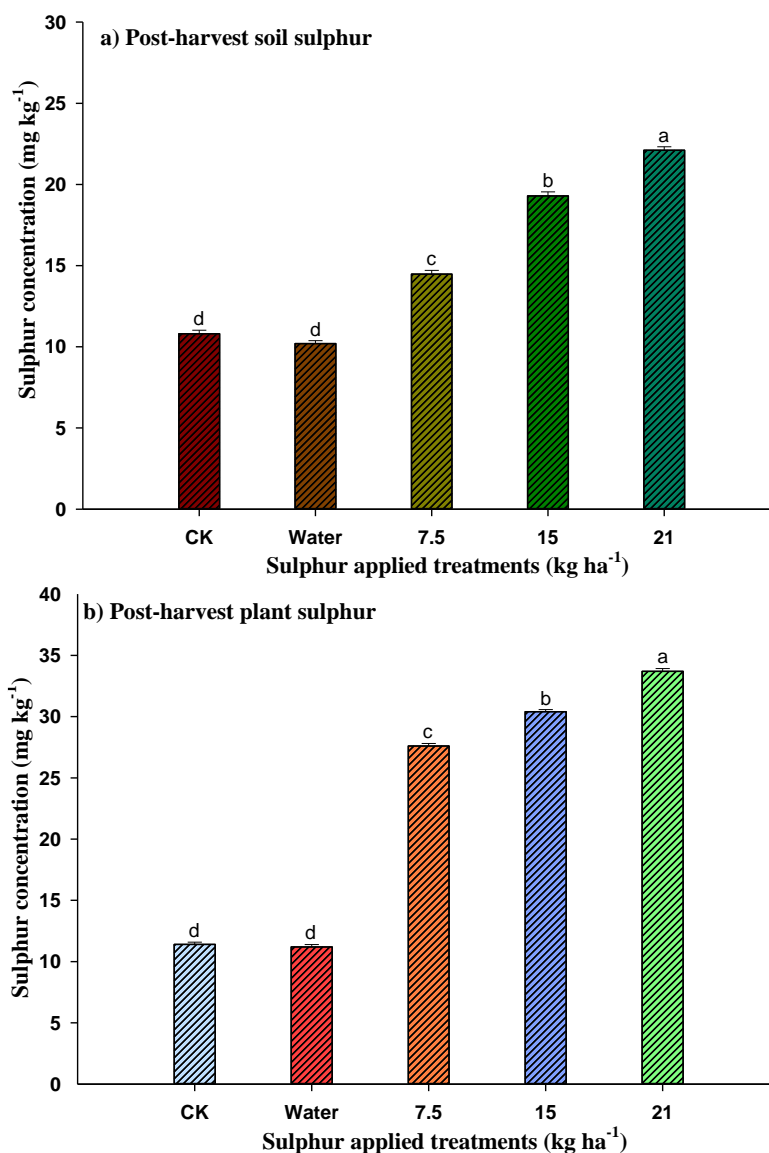 a) Post-harvest soil sulphur
Sulphur concentration (mg kg⁻¹)
30
25
20
15
10
5
0
d
d
c
b
a
CK Water 7.5 15 21
Sulphur applied treatments (kg ha⁻¹)
b) Post-harvest plant sulphur
Sulphur concentration (mg kg⁻¹)
40
35
30
25
20
15
10
5
0
d
d
c
b
a
CK Water 7.5 15 21
Sulphur applied treatments (kg ha⁻¹)